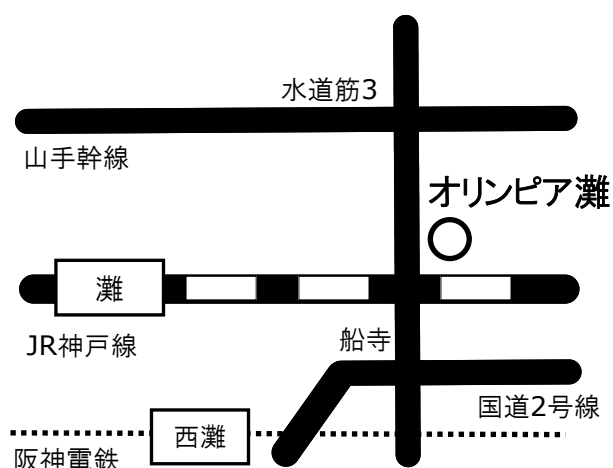 水道筋3
山手幹線
オリンピア灘
灘
JR神戸線
船寺
国道2号線
西灘
阪神電鉄